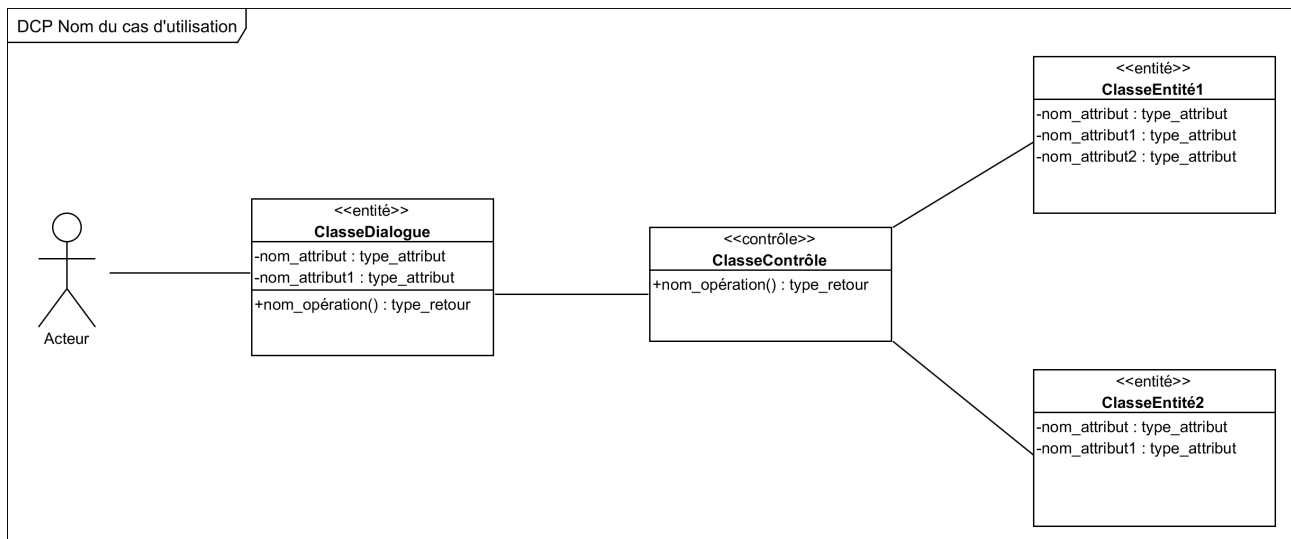 DCP Nom du cas d'utilisation
Acteur
<<entité>>
ClasseDialogue
-nom_attribut : type_attribut
-nom_attribut1 : type_attribut
+nom_opération() : type_retour
<<contrôle>>
ClasseContrôle
+nom_opération() : type_retour
<<entité>>
ClasseEntité1
-nom_attribut : type_attribut
-nom_attribut1 : type_attribut
-nom_attribut2 : type_attribut
<<entité>>
ClasseEntité2
-nom_attribut : type_attribut
-nom_attribut1 : type_attribut